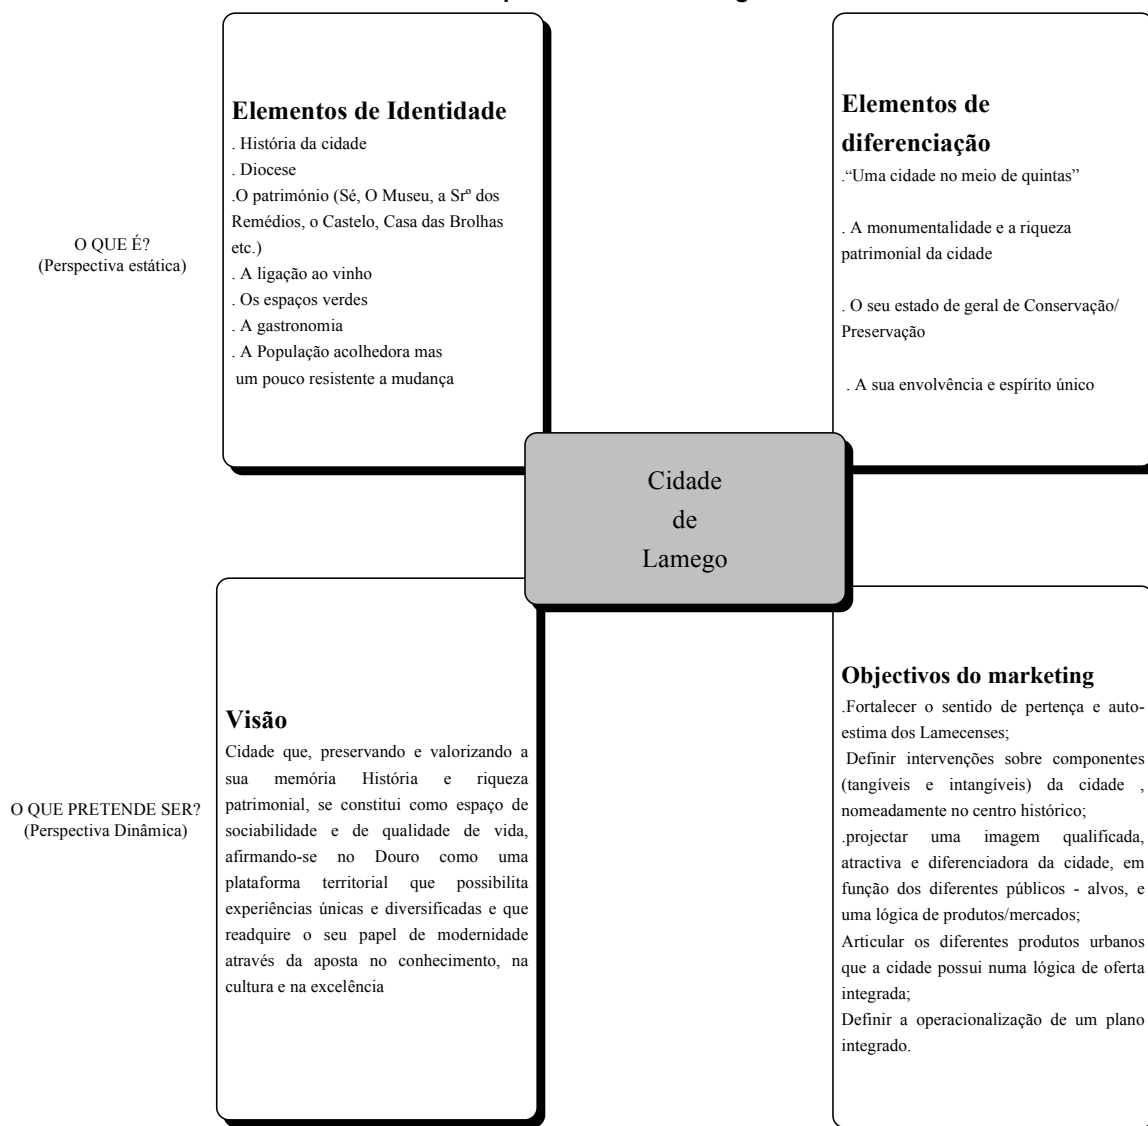 Elementos de Identidade
. História da cidade
. Diocese
.O património (Sé, O Museu, a Srº dos
Remédios, o Castelo, Casa das Brolhas
etc.)
. A ligação ao vinho
. Os espaços verdes
. A gastronomia
. A População acolhedora mas
um pouco resistente a mudança
Elementos de
diferenciação
.“Uma cidade no meio de quintas”
. A monumentalidade e a riqueza
patrimonial da cidade
. O seu estado de geral de Conservação/
Preservação
. A sua envolvência e espírito único
O QUE É?
(Perspectiva estática)
Cidade
de
Lamego
O QUE PRETENDE SER?
(Perspectiva Dinâmica)
Visão
Cidade que, preservando e valorizando a
sua memória História e riqueza
patrimonial, se constitui como espaço de
sociabilidade e de qualidade de vida,
afirmando-se no Douro como uma
plataforma territorial que possibilita
experiências únicas e diversificadas e que
readquire o seu papel de modernidade
através da aposta no conhecimento, na
cultura e na excelência
Objectivos do marketing
.Fortalecer o sentido de pertença e auto-
estima dos Lamecenses;
Definir intervenções sobre componentes
(tangíveis e intangíveis) da cidade ,
nomeadamente no centro histórico;
.projectar uma imagem qualificada,
atractiva e diferenciadora da cidade, em
função dos diferentes públicos - alvos, e
uma lógica de produtos/mercados;
Articular os diferentes produtos urbanos
que a cidade possui numa lógica de oferta
integrada;
Definir a operacionalização de um plano
integrado.